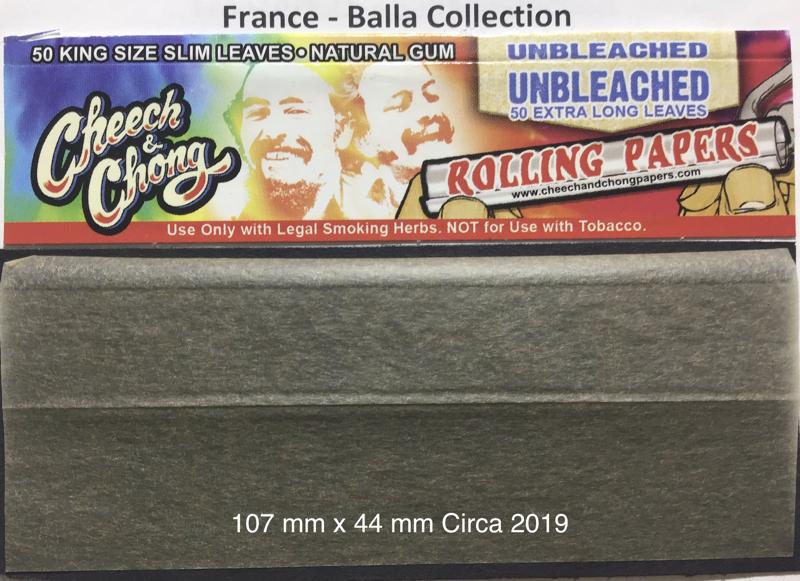 France - Balla Collection
50 KING SIZE SLIM LEAVES • NATURAL GUM
UNBLEACHED
UNBLEACHED
50 EXTRA LONG LEAVES
Cheech
&
Chong
ROLLING PAPERS
www.cheechandchongpapers.com
Use Only with Legal Smoking Herbs. NOT for Use with Tobacco.
107 mm x 44 mm Circa 2019